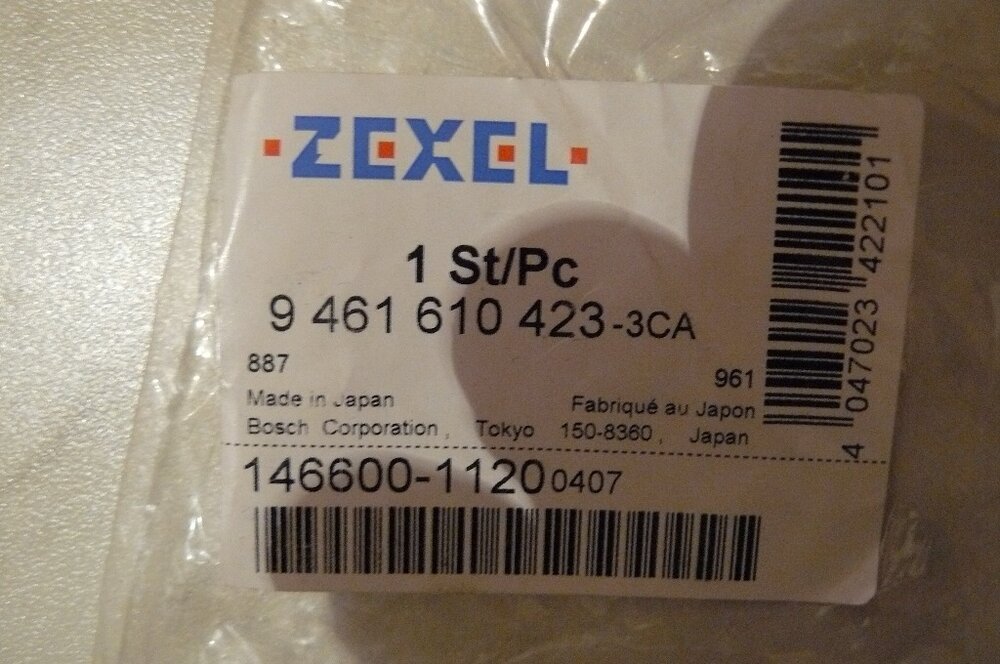 ZEXEL
1 St/Pc
9 461 610 423-3CA
887
961
Made in Japan
Fabriqué au Japon
Bosch Corporation, Tokyo 150-8360, Japan
146600-1120 0407
4 047023 422101